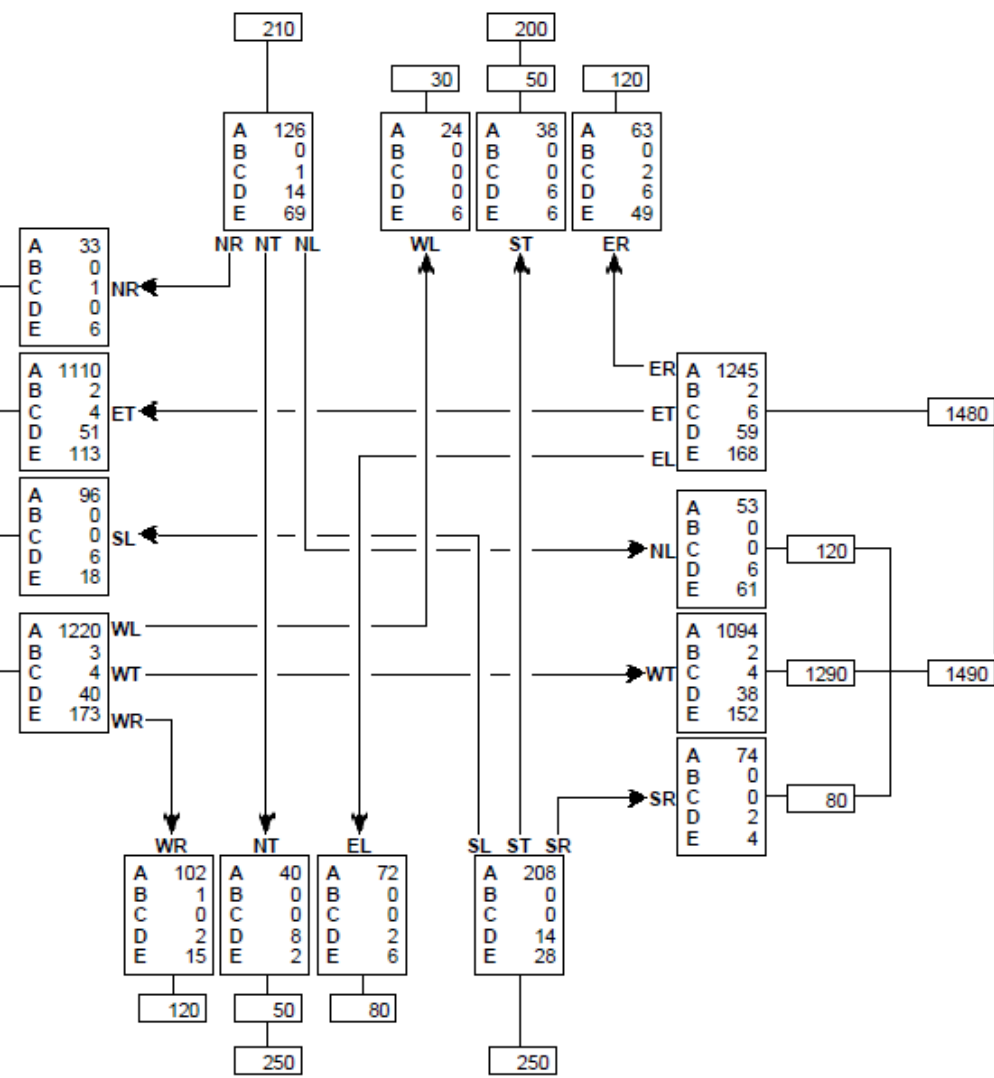 210
200
30 50 120
A 126
B 0
C 1
D 14
E 69
A 24
B 0
C 0
D 0
E 6
A 38
B 0
C 0
D 6
E 6
A 63
B 0
C 2
D 6
E 49
NR NT NL
WL
ST
ER
A 33
B 0
C 1
D 0
E 6
NR
A 1110
B 2
C 4
D 51
E 113
ET
ER
ET
EL
A 1245
B 2
C 6
D 59
E 168
1480
A 96
B 0
C 0
D 6
E 18
SL
NL
A 53
B 0
C 0
D 6
E 61
120
A 1220
B 3
C 4
D 40
E 173
WL
WT
WR
WT
A 1094
B 2
C 4
D 38
E 152
1290
1490
SR
A 74
B 0
C 0
D 2
E 4
80
WR
NT
EL
SL ST SR
A 102
B 1
C 0
D 2
E 15
A 40
B 0
C 0
D 8
E 2
A 72
B 0
C 0
D 2
E 6
A 208
B 0
C 0
D 14
E 28
120 50 80
250 250